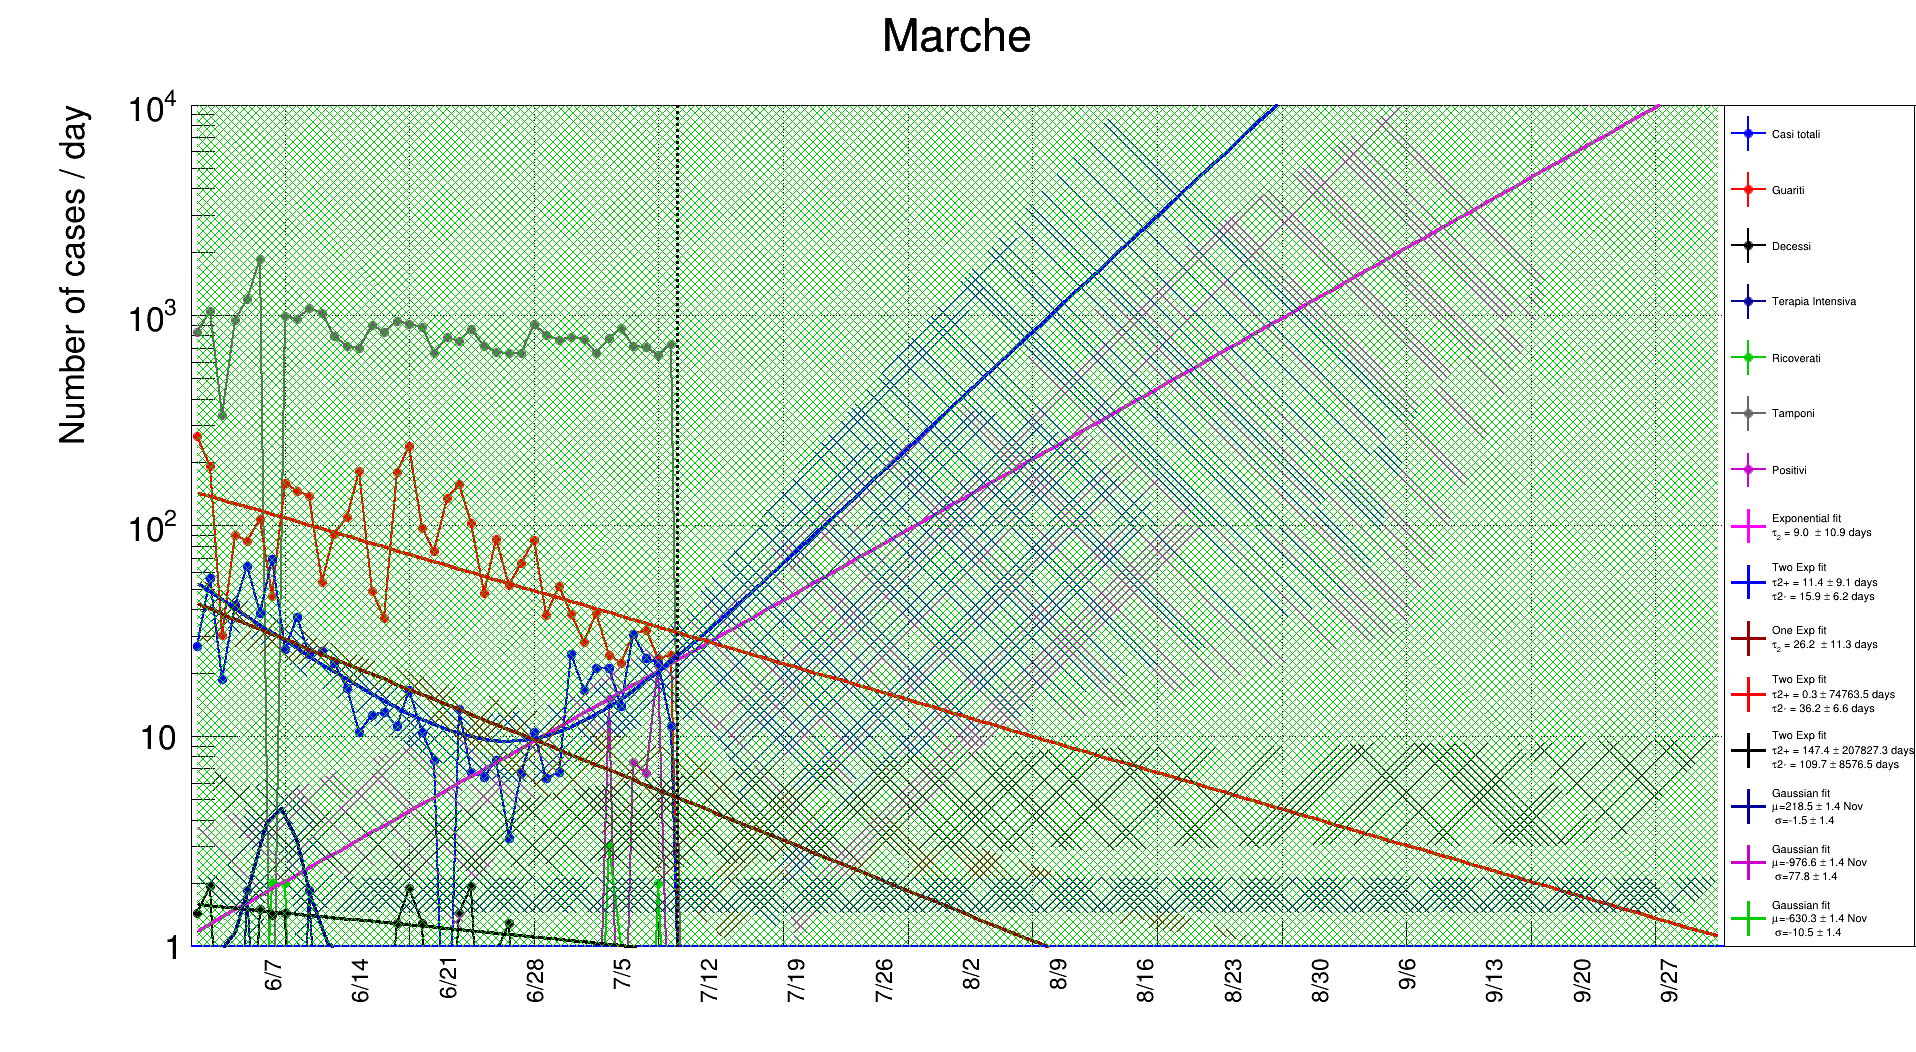 Marche
Number of cases / day
10⁴
10³
10²
10
1
6/7
6/14
6/21
6/28
7/5
7/12
7/19
7/26
8/2
8/9
8/16
8/23
8/30
9/6
9/13
9/20
9/27
Casi totali
Guariti
Decessi
Terapia Intensiva
Ricoverati
Tamponi
Positivi
Exponential fit
τ₂ = 9.0 ± 10.9 days
Two Exp fit
τ2+ = 11.4 ± 9.1 days
τ2- = 15.9 ± 6.2 days
One Exp fit
τ₂ = 26.2 ± 11.3 days
Two Exp fit
τ2+ = 0.3 ± 74763.5 days
τ2- = 36.2 ± 6.6 days
Two Exp fit
τ2+ = 147.4 ± 207827.3 days
τ2- = 109.7 ± 8576.5 days
Gaussian fit
μ=218.5 ± 1.4 Nov
σ=-1.5 ± 1.4
Gaussian fit
μ=-976.6 ± 1.4 Nov
σ=77.8 ± 1.4
Gaussian fit
μ=-630.3 ± 1.4 Nov
σ=-10.5 ± 1.4